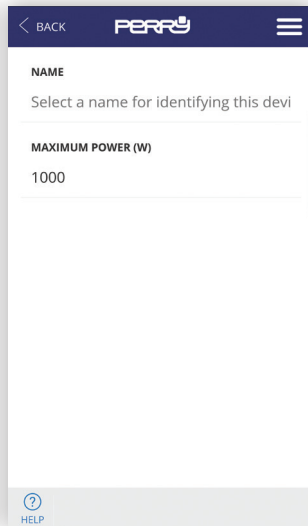 BACK
PERRY
NAME
Select a name for identifying this devi
MAXIMUM POWER (W)
1000
?
HELP